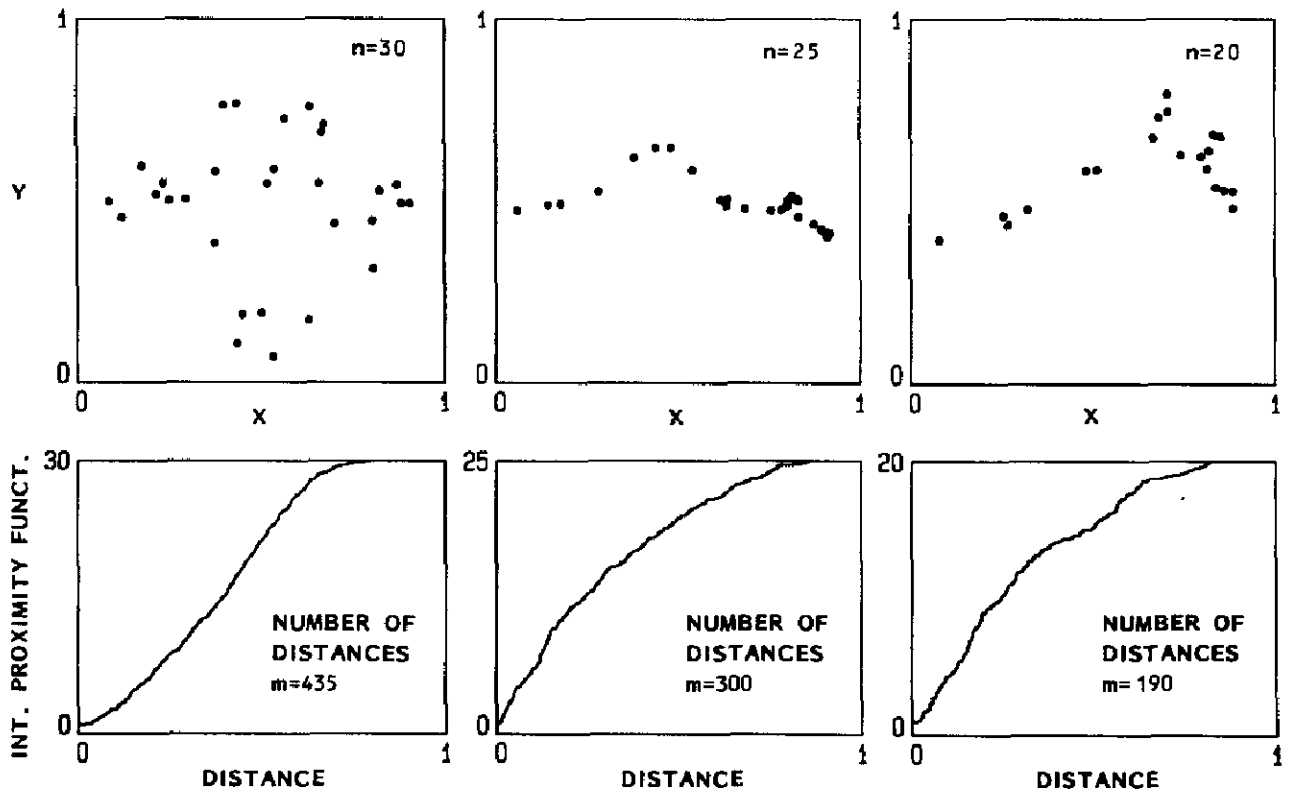 1 1 1
n=30 n=25 n=20
Y
0 0 0
0 1 0 1 0 1
X X X
INT. PROXIMITY FUNCT.
30 25 20
NUMBER OF NUMBER OF NUMBER OF
DISTANCES DISTANCES DISTANCES
m=435 m=300 m=190
0 0 0
0 1 0 1 0 1
DISTANCE DISTANCE DISTANCE